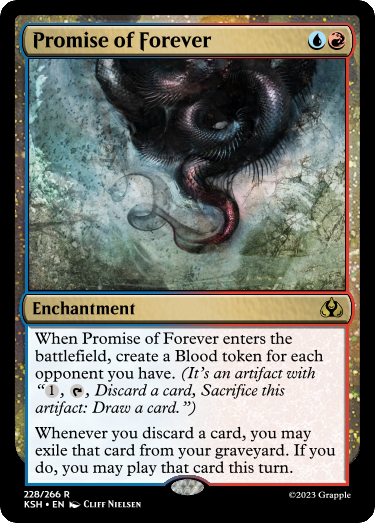 Promise of Forever
Enchantment
When Promise of Forever enters the
battlefield, create a Blood token for each
opponent you have. (It's an artifact with
“1, , Discard a card, Sacrifice this
artifact: Draw a card.”)
Whenever you discard a card, you may
exile that card from your graveyard. If you
do, you may play that card this turn.
228/266 R
KSH • EN Cliff Nielsen
©2023 Grapple